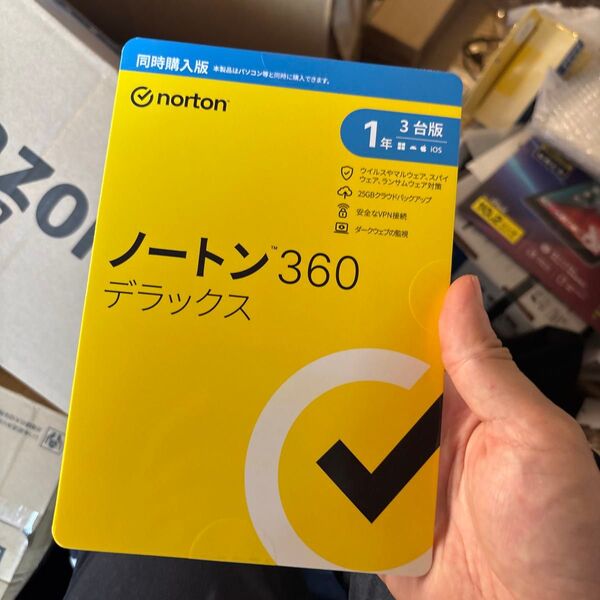 同時購入版 本製品はパソコン等と同時に購入できます。
norton
3台版
1年
iOS
ウイルスやマルウェア、スパイ
ウェア、ランサムウェア対策
25GBクラウドバックアップ
安全なVPN接続
ダークウェブの監視
ノートン™ 360
デラックス
zon
10.2